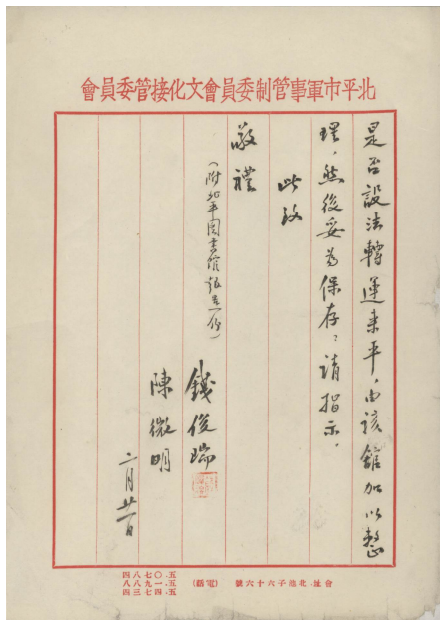 北平市軍事管制委員會文化接管委員會
是否設法轉運來平，由該館加以整
理，然後妥為保存？請指示。
此致
敬禮
（附北平圖書館報告一份）
錢俊瑞
陳微明
二月廿一日
會址：北池子六十六號　（電話）
五·〇七八四
五·一九八八
五·四七三四